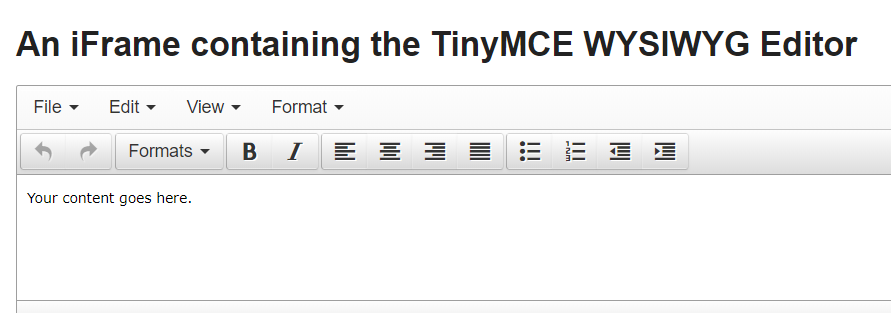 An iFrame containing the TinyMCE WYSIWYG Editor
File Edit View Format
Formats B I
Your content goes here.